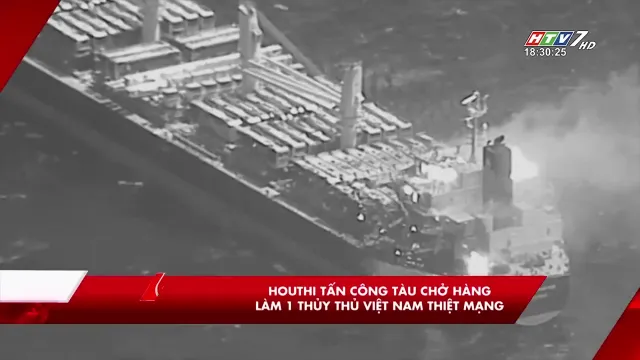 HTV7 HD
18:30:25
HOUTHI TẤN CÔNG TÀU CHỞ HÀNG
LÀM 1 THỦY THỦ VIỆT NAM THIỆT MẠNG